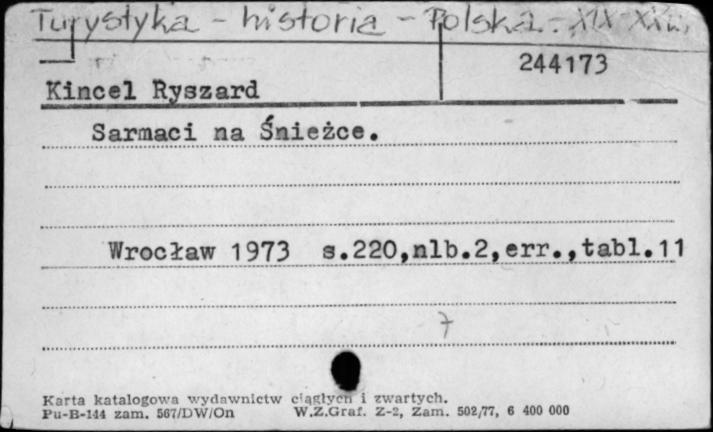 Turystyka - historia - Polska - XIX XX w.
244173
Kincel Ryszard
Sarmaci na Śnieżce.
Wrocław 1973 s.220,nlb.2,err.,tabl.11
7
Karta katalogowa wydawnictw ciągłych i zwartych.
Pu-B-144 zam. 567/DW/On W.Z.Graf. Z-2, Zam. 502/77, 6 400 000